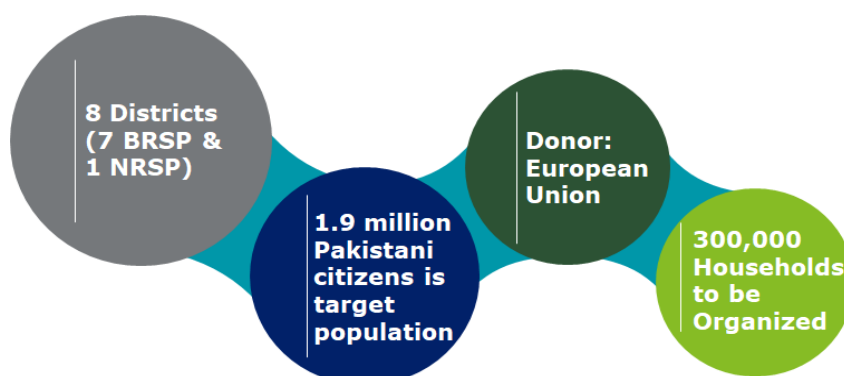 8 Districts
(7 BRSP &
1 NRSP)
1.9 million
Pakistani
citizens is
target
population
Donor:
European
Union
300,000
Households
to be
Organized